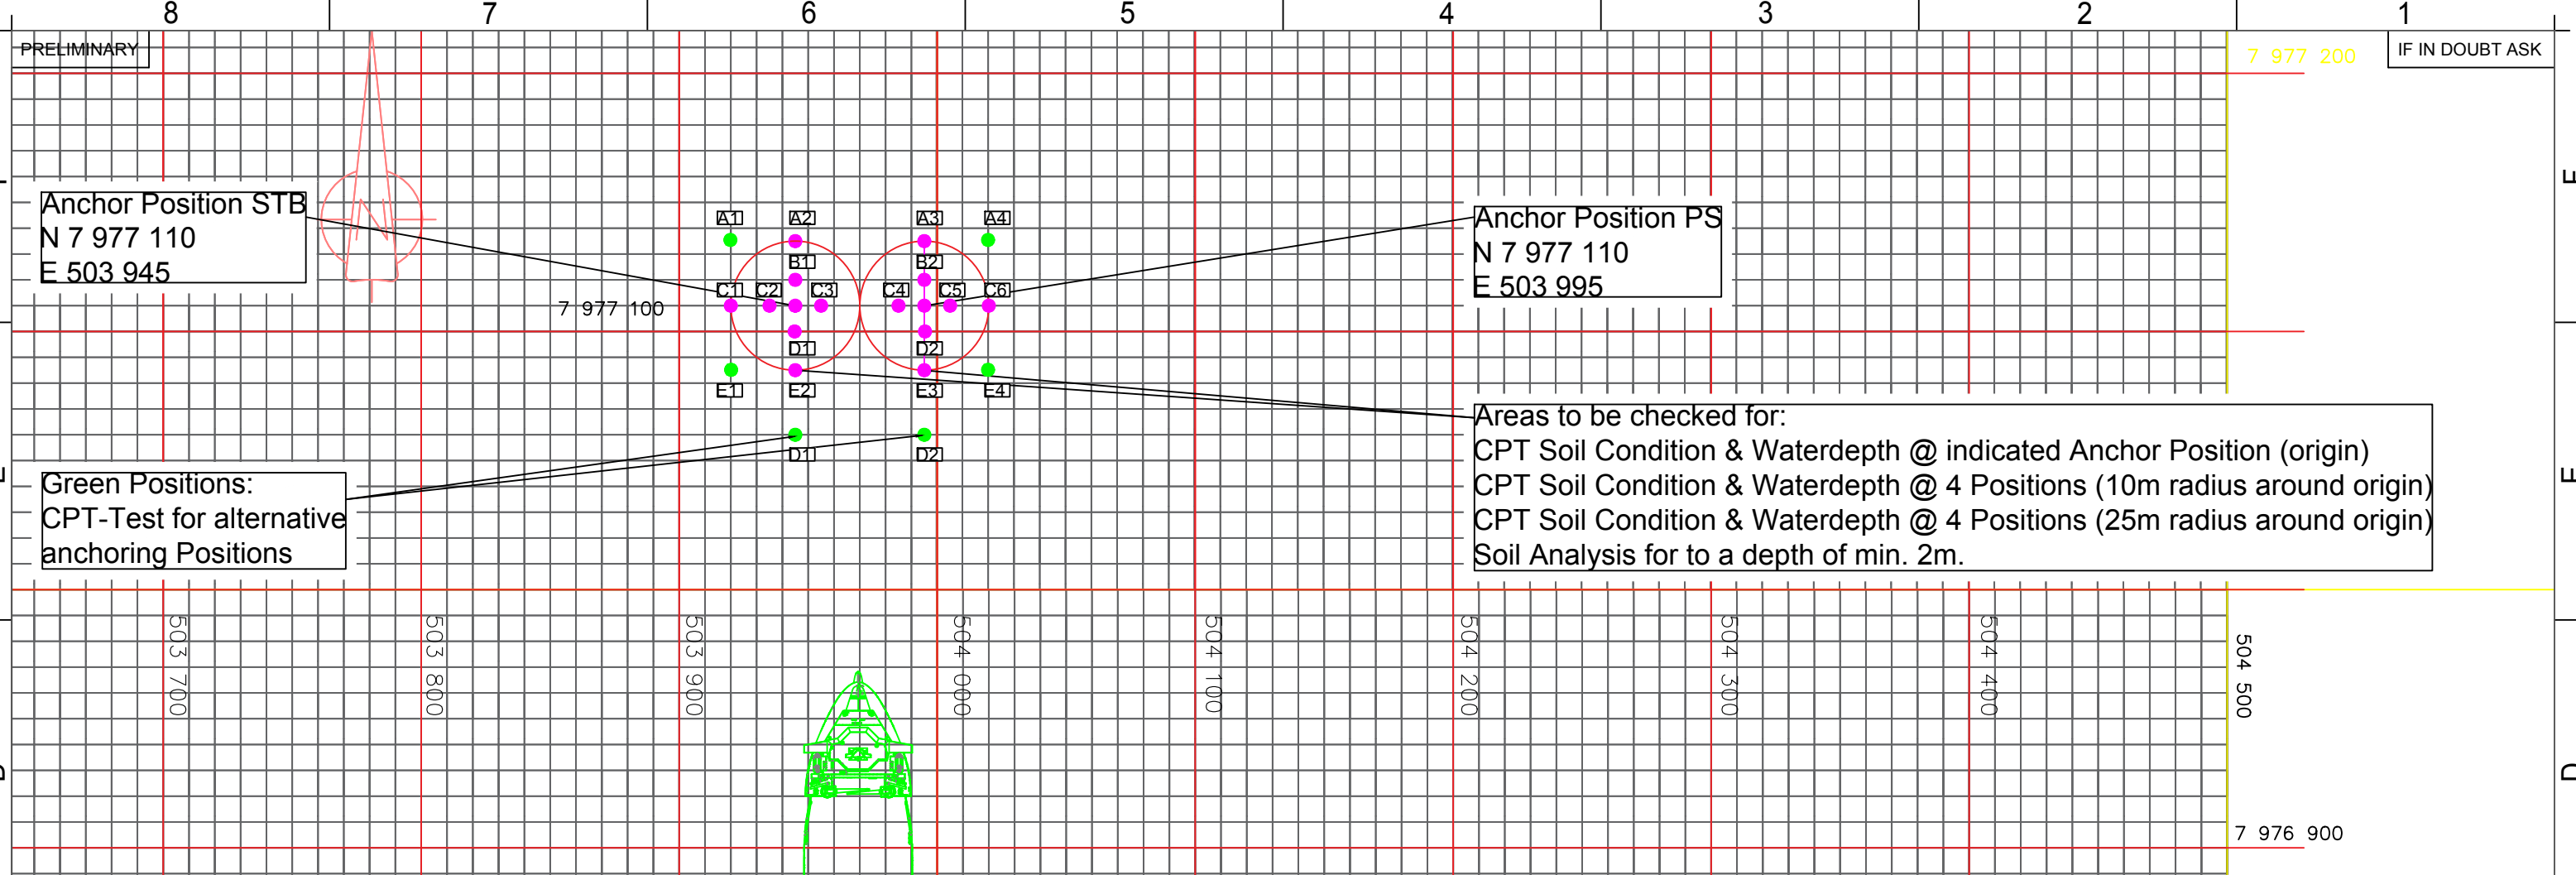 8 7 6 5 4 3 2 1
PRELIMINARY
7 977 200
IF IN DOUBT ASK
N
Anchor Position STB
N 7 977 110
E 503 945
Anchor Position PS
N 7 977 110
E 503 995
A1 A2 A3 A4
B1 B2
C1 C2 C3 C4 C5 C6
7 977 100
D1 D2
E1 E2 E3 E4
D1 D2
Areas to be checked for:
CPT Soil Condition & Waterdepth @ indicated Anchor Position (origin)
CPT Soil Condition & Waterdepth @ 4 Positions (10m radius around origin)
CPT Soil Condition & Waterdepth @ 4 Positions (25m radius around origin)
Soil Analysis for to a depth of min. 2m.
Green Positions:
CPT-Test for alternative
anchoring Positions
503 700
503 800
503 900
504 000
504 100
504 200
504 300
504 400
504 500
D
7 976 900